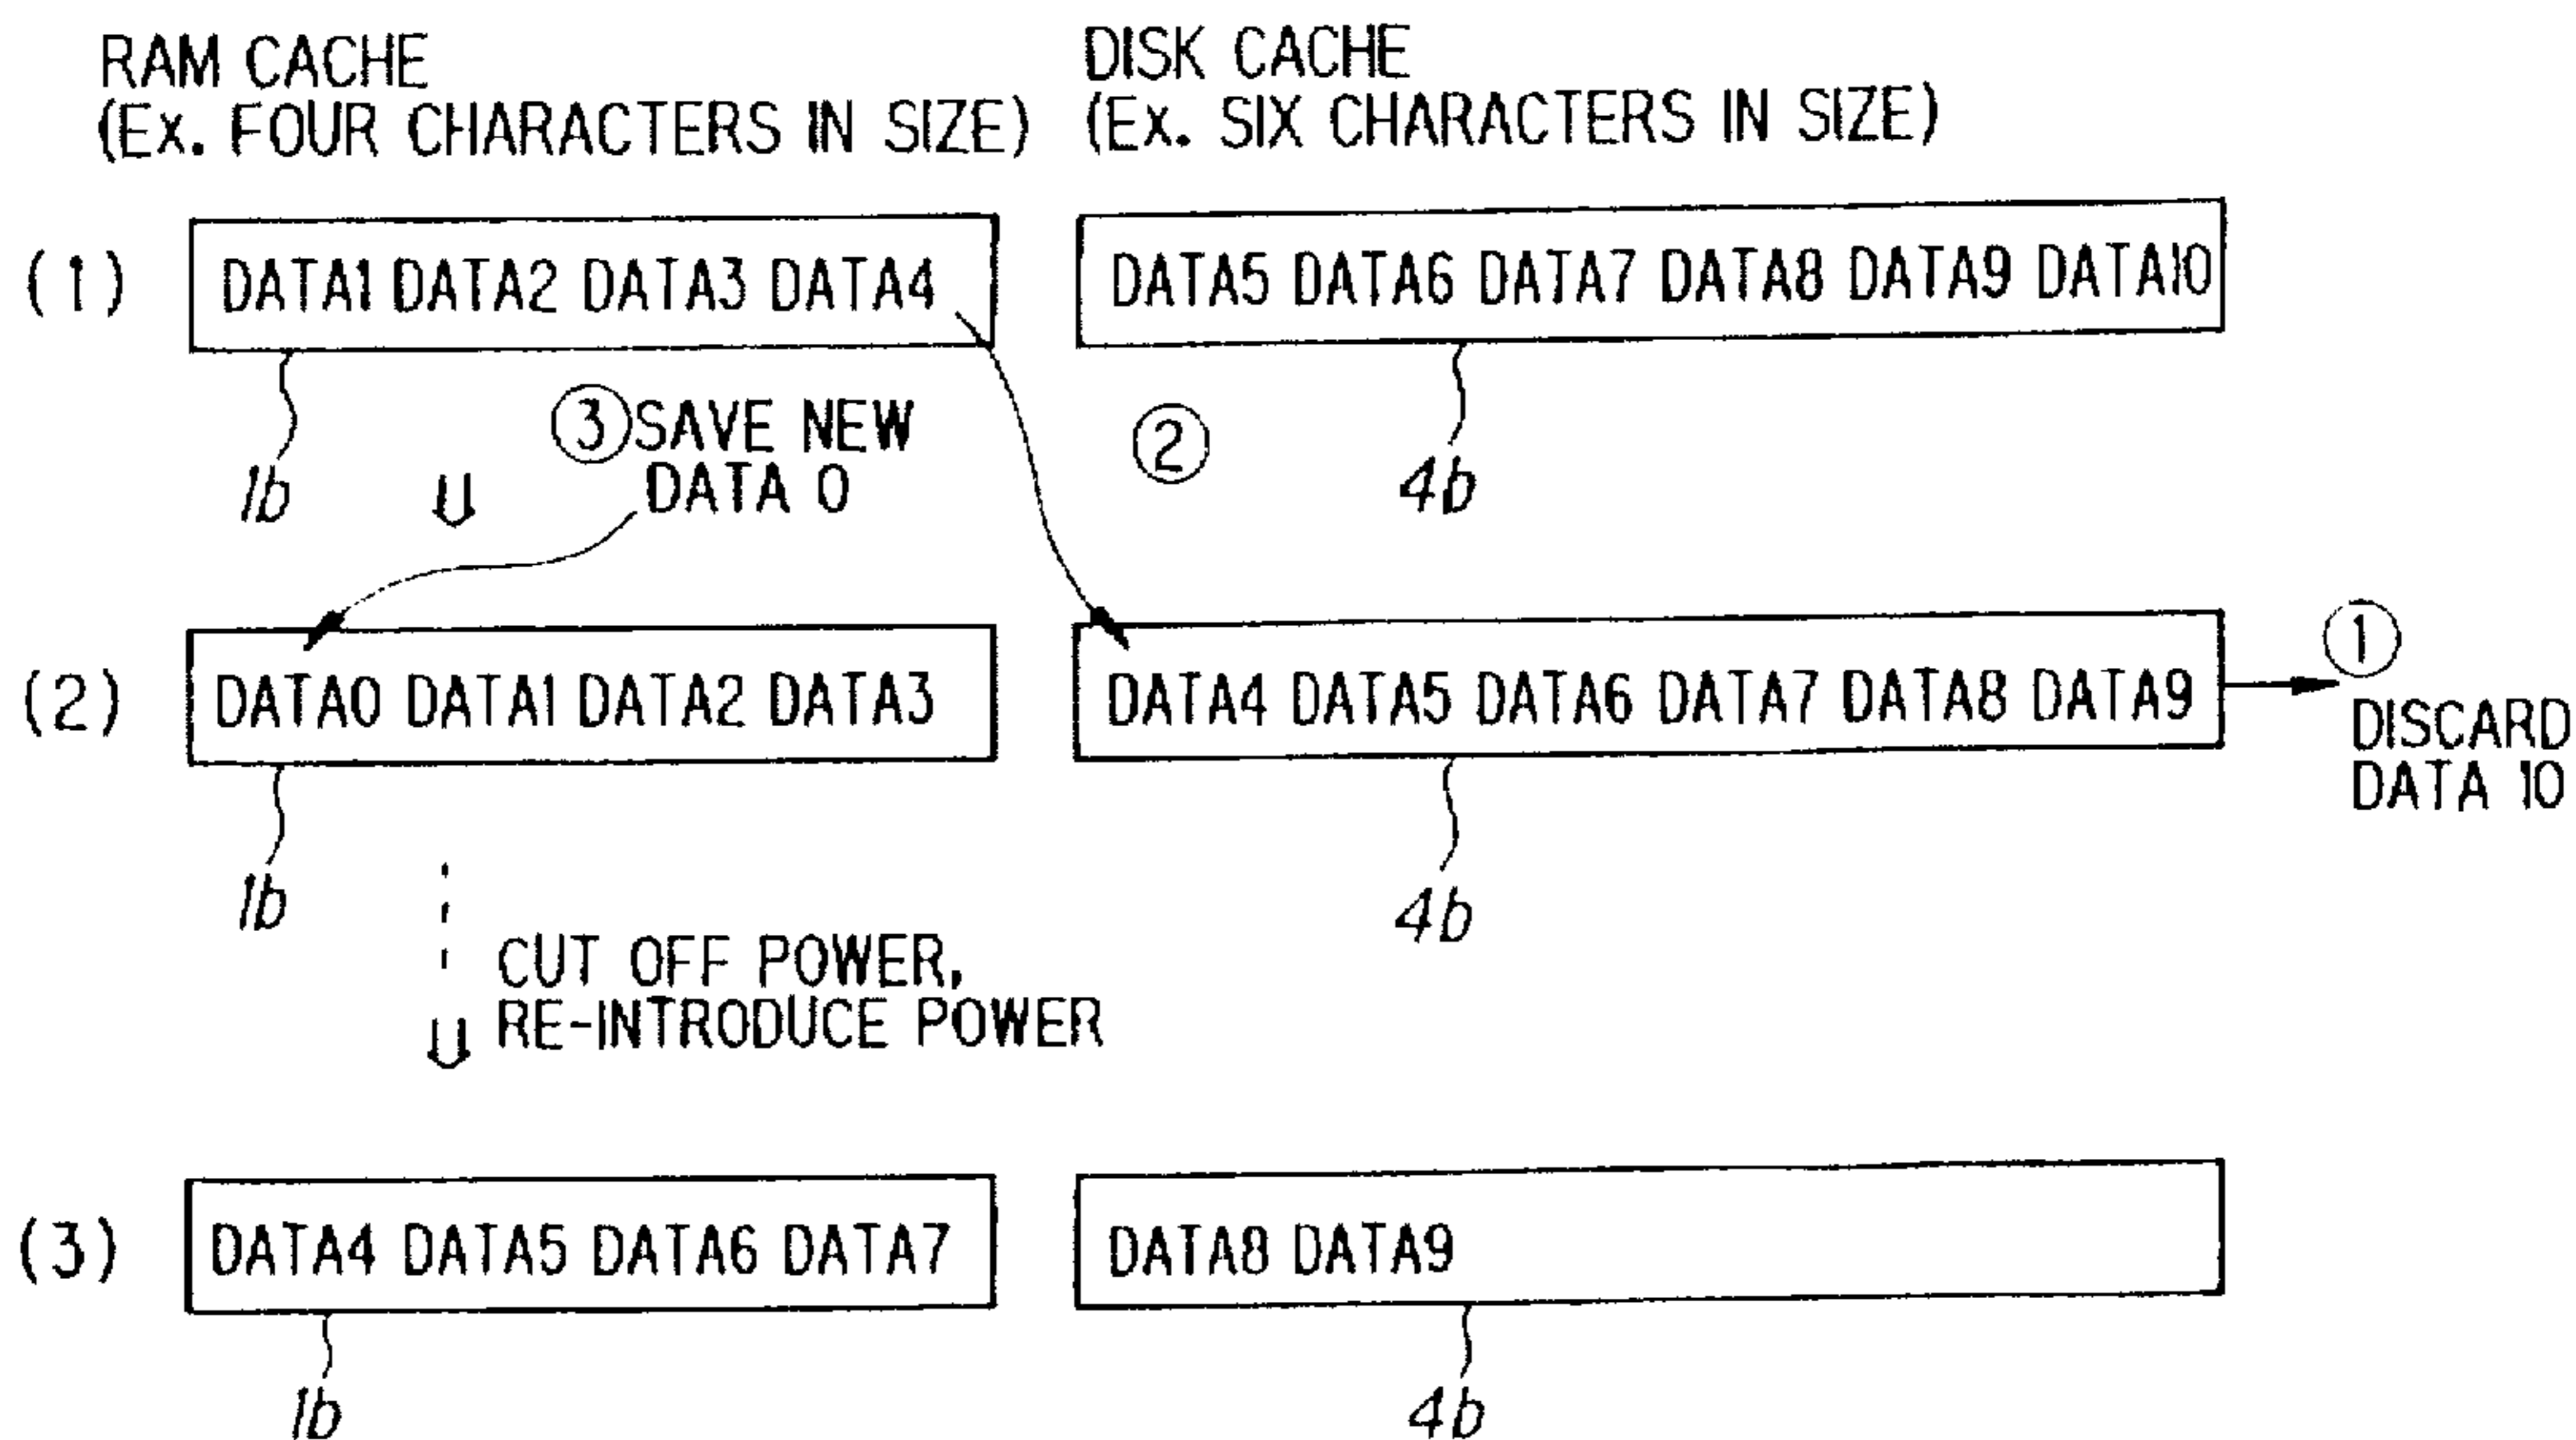 RAM CACHE
(Ex. FOUR CHARACTERS IN SIZE)
DISK CACHE
(Ex. SIX CHARACTERS IN SIZE)
(1)
DATA1 DATA2 DATA3 DATA4
DATA5 DATA6 DATA7 DATA8 DATA9 DATA10
1b
③ SAVE NEW
DATA 0
②
4b
(2)
DATA0 DATA1 DATA2 DATA3
DATA4 DATA5 DATA6 DATA7 DATA8 DATA9
①
DISCARD
DATA 10
1b
4b
CUT OFF POWER,
RE-INTRODUCE POWER
(3)
DATA4 DATA5 DATA6 DATA7
DATA8 DATA9
1b
4b